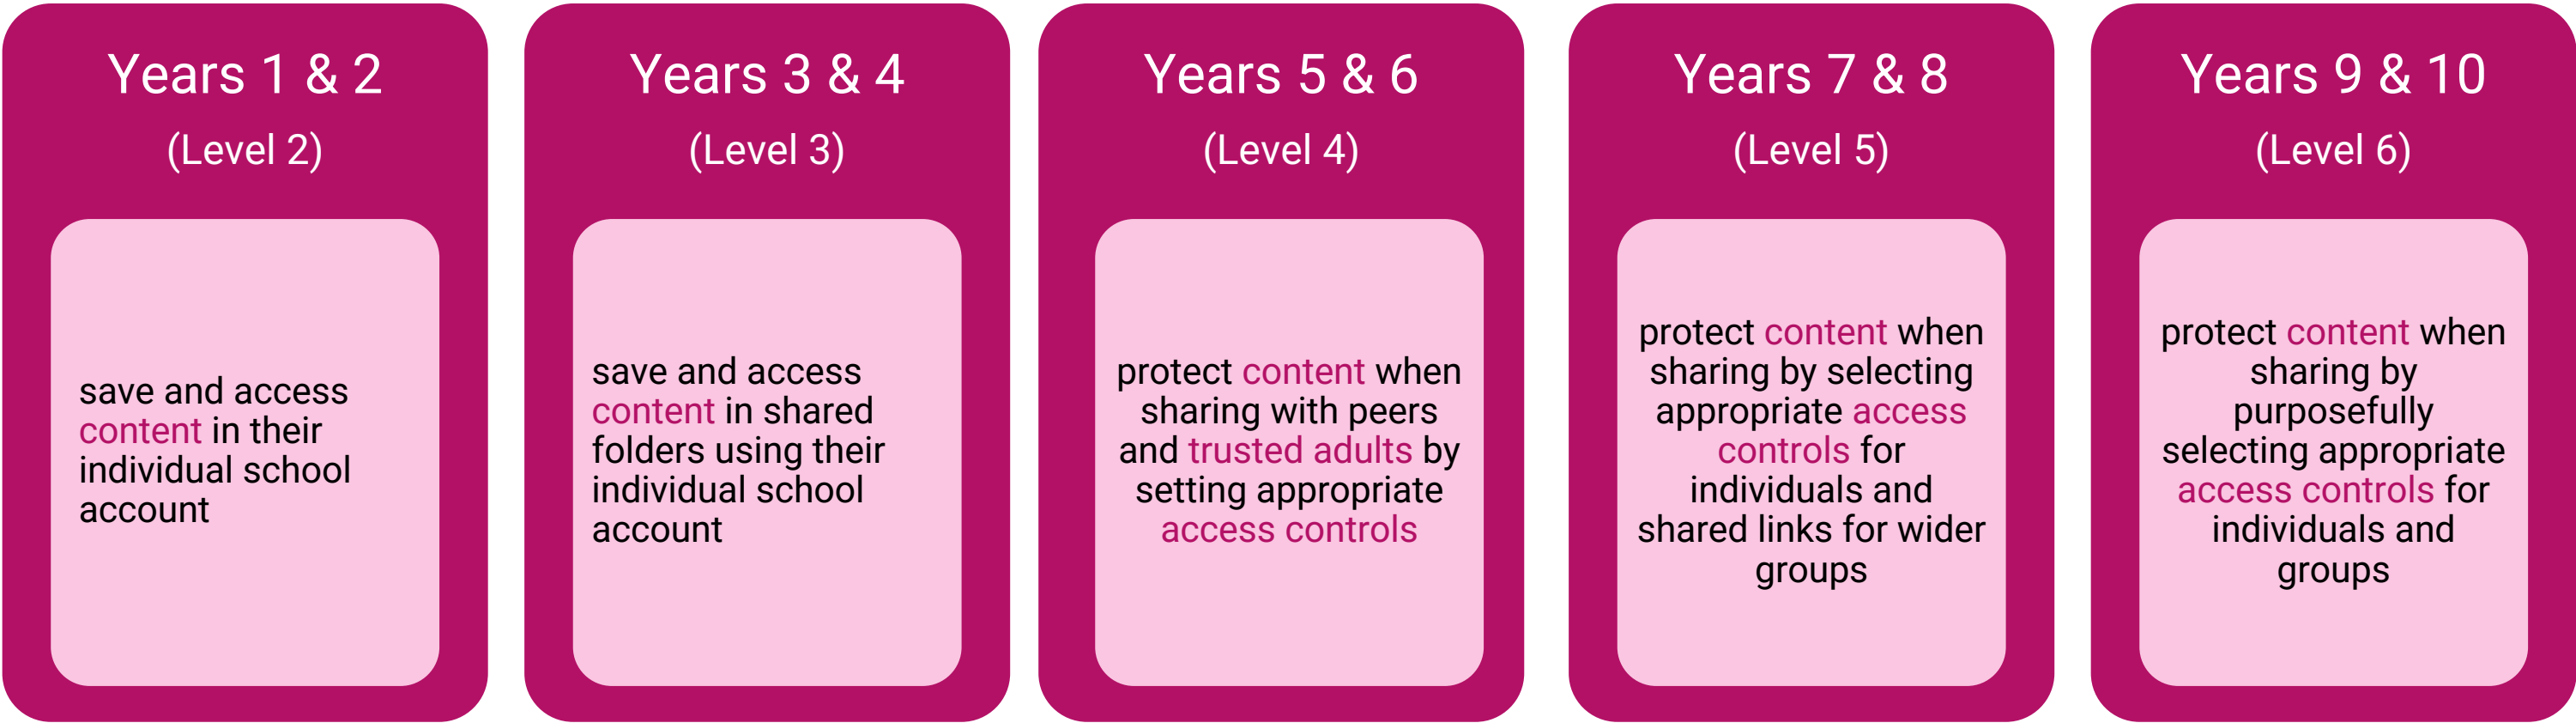 Years 1 & 2
(Level 2)
save and access
content in their
individual school
account
Years 3 & 4
(Level 3)
save and access
content in shared
folders using their
individual school
account
Years 5 & 6
(Level 4)
protect content when
sharing with peers
and trusted adults by
setting appropriate
access controls
Years 7 & 8
(Level 5)
protect content when
sharing by selecting
appropriate access
controls for
individuals and
shared links for wider
groups
Years 9 & 10
(Level 6)
protect content when
sharing by
purposefully
selecting appropriate
access controls for
individuals and
groups